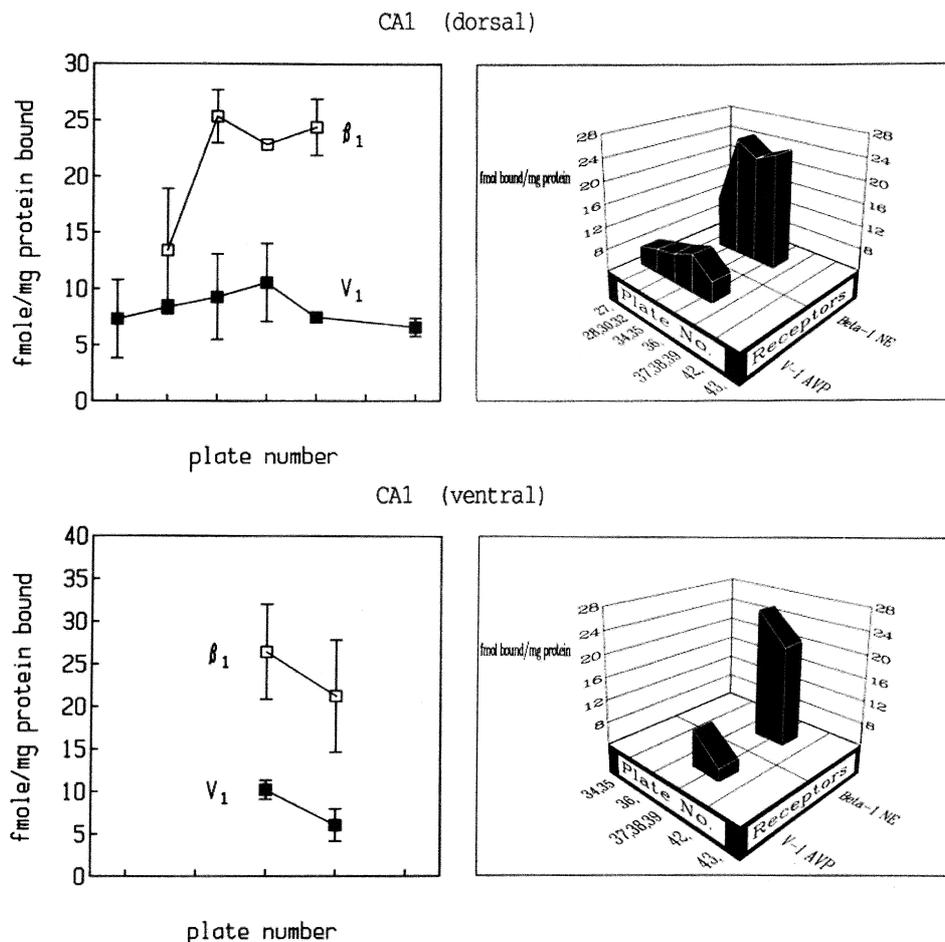 CA1 (dorsal)
fmole/mg protein bound
30
25
20
15
10
5
0
β1
V1
plate number
fmol bound/mg protein
28
24
20
16
12
8
28
24
20
16
12
8
27,
28,30,32
34,35
36,
37,38,39
42,
43,
Plate No.
Receptors
Beta-1 NE
V-1 AVP
CA1 (ventral)
fmole/mg protein bound
40
35
30
25
20
15
10
5
0
β1
V1
plate number
fmol bound/mg protein
28
24
20
16
12
8
28
24
20
16
12
8
34,35
36,
37,38,39
42,
43,
Plate No.
Receptors
Beta-1 NE
V-1 AVP